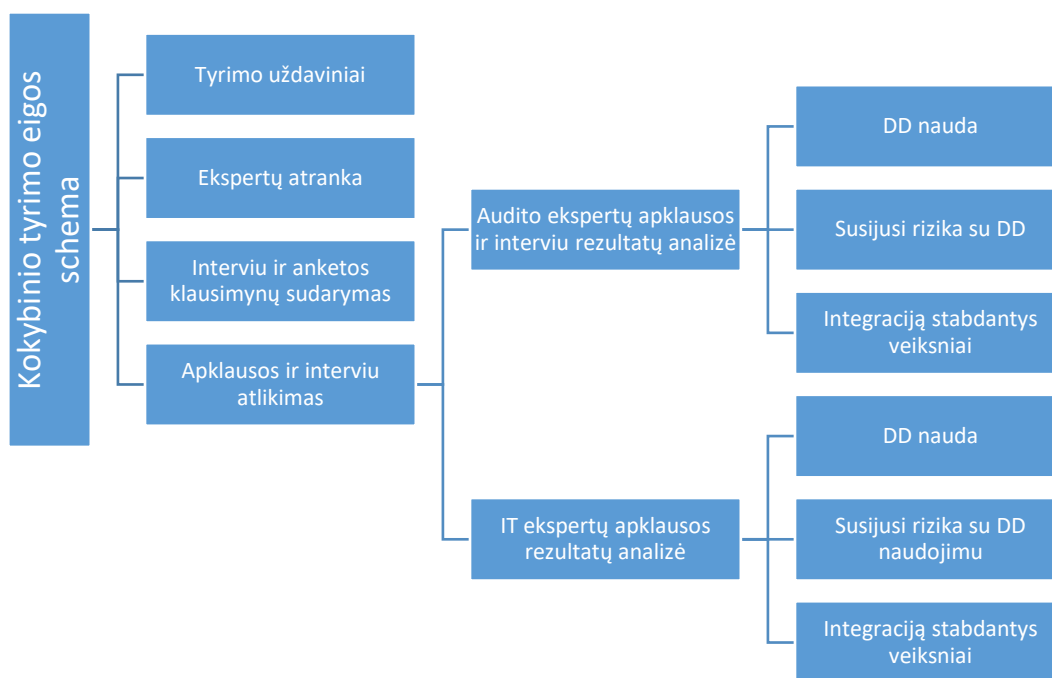 Kokybinio tyrimo eigos
schema
Tyrimo uždaviniai
Ekspertų atranka
Interviu ir anketos
klausimynų sudarymas
Apklausos ir interviu
atlikimas
Audito ekspertų apklausos
ir interviu rezultatų analizė
DD nauda
Susijusi rizika su DD
Integraciją stabdantys
veiksniai
IT ekspertų apklausos
rezultatų analizė
DD nauda
Susijusi rizika su DD
naudojimu
Integraciją stabdantys
veiksniai